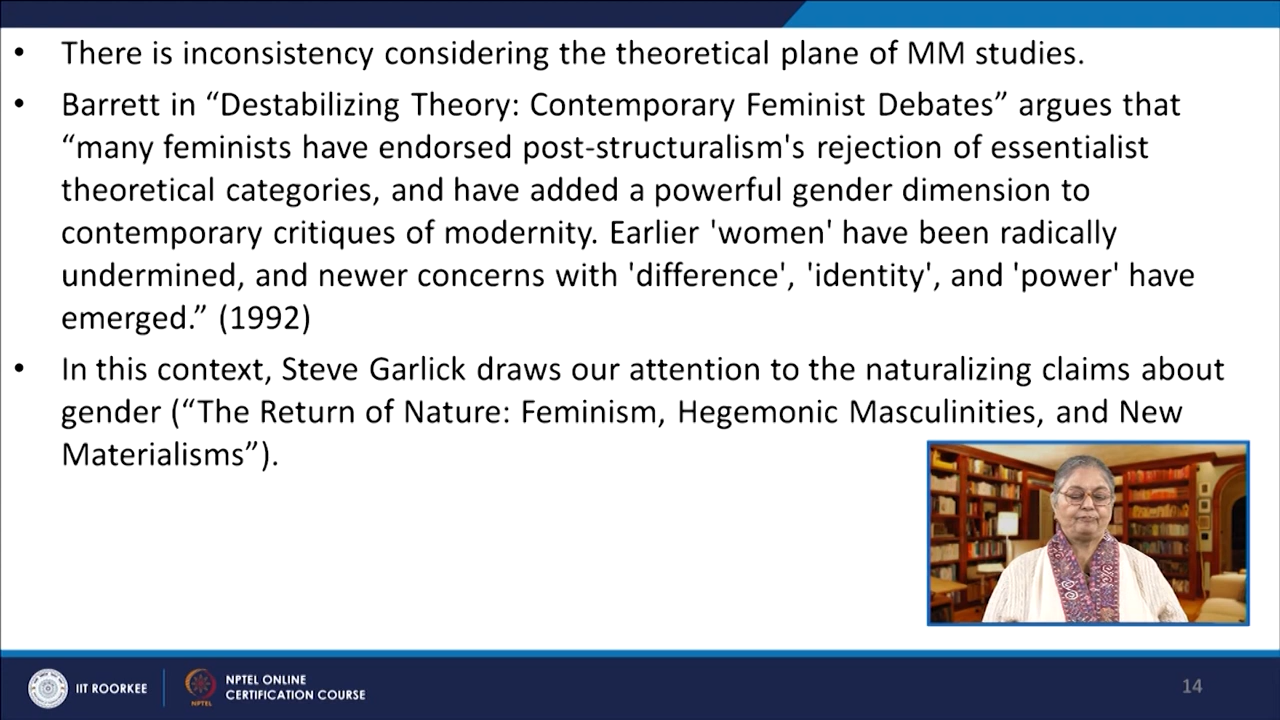 • There is inconsistency considering the theoretical plane of MM studies.
• Barrett in “Destabilizing Theory: Contemporary Feminist Debates” argues that
“many feminists have endorsed post-structuralism's rejection of essentialist
theoretical categories, and have added a powerful gender dimension to
contemporary critiques of modernity. Earlier 'women' have been radically
undermined, and newer concerns with 'difference', 'identity', and 'power' have
emerged.” (1992)
• In this context, Steve Garlick draws our attention to the naturalizing claims about
gender (“The Return of Nature: Feminism, Hegemonic Masculinities, and New
Materialisms”).
IIT ROORKEE
NPTEL
NPTEL ONLINE
CERTIFICATION COURSE
14